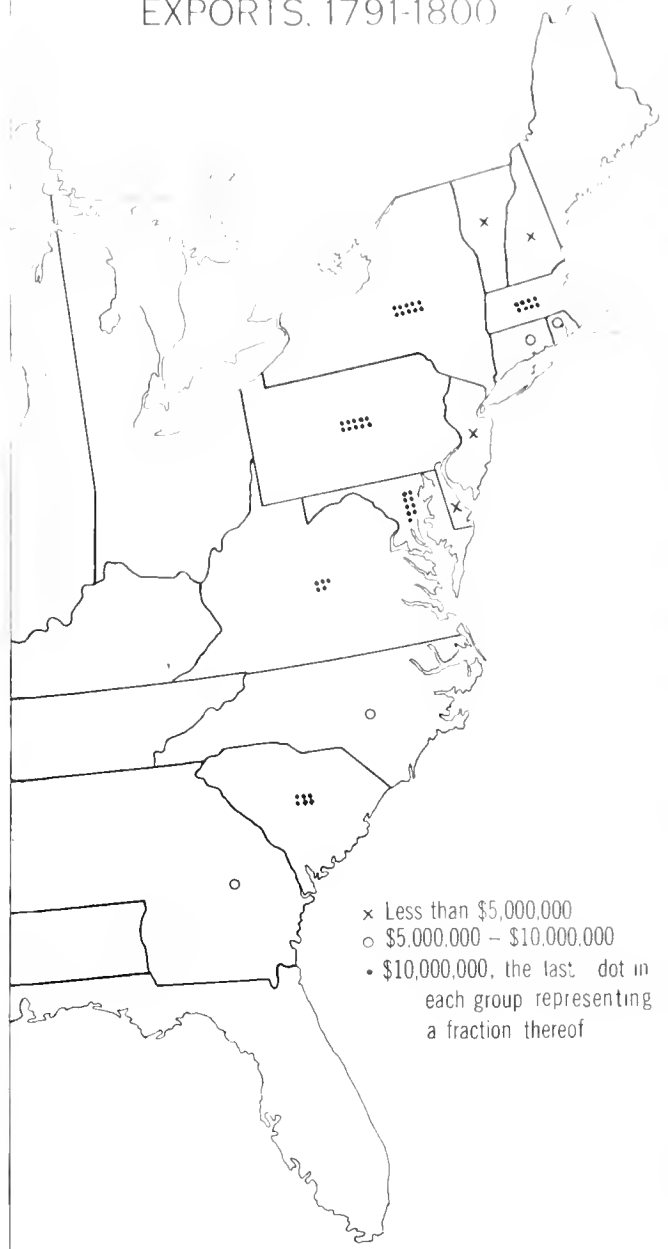 EXPORTS, 1791-1800
× Less than $5,000,000
○ $5,000,000 – $10,000,000
• $10,000,000, the last dot in
each group representing
a fraction thereof